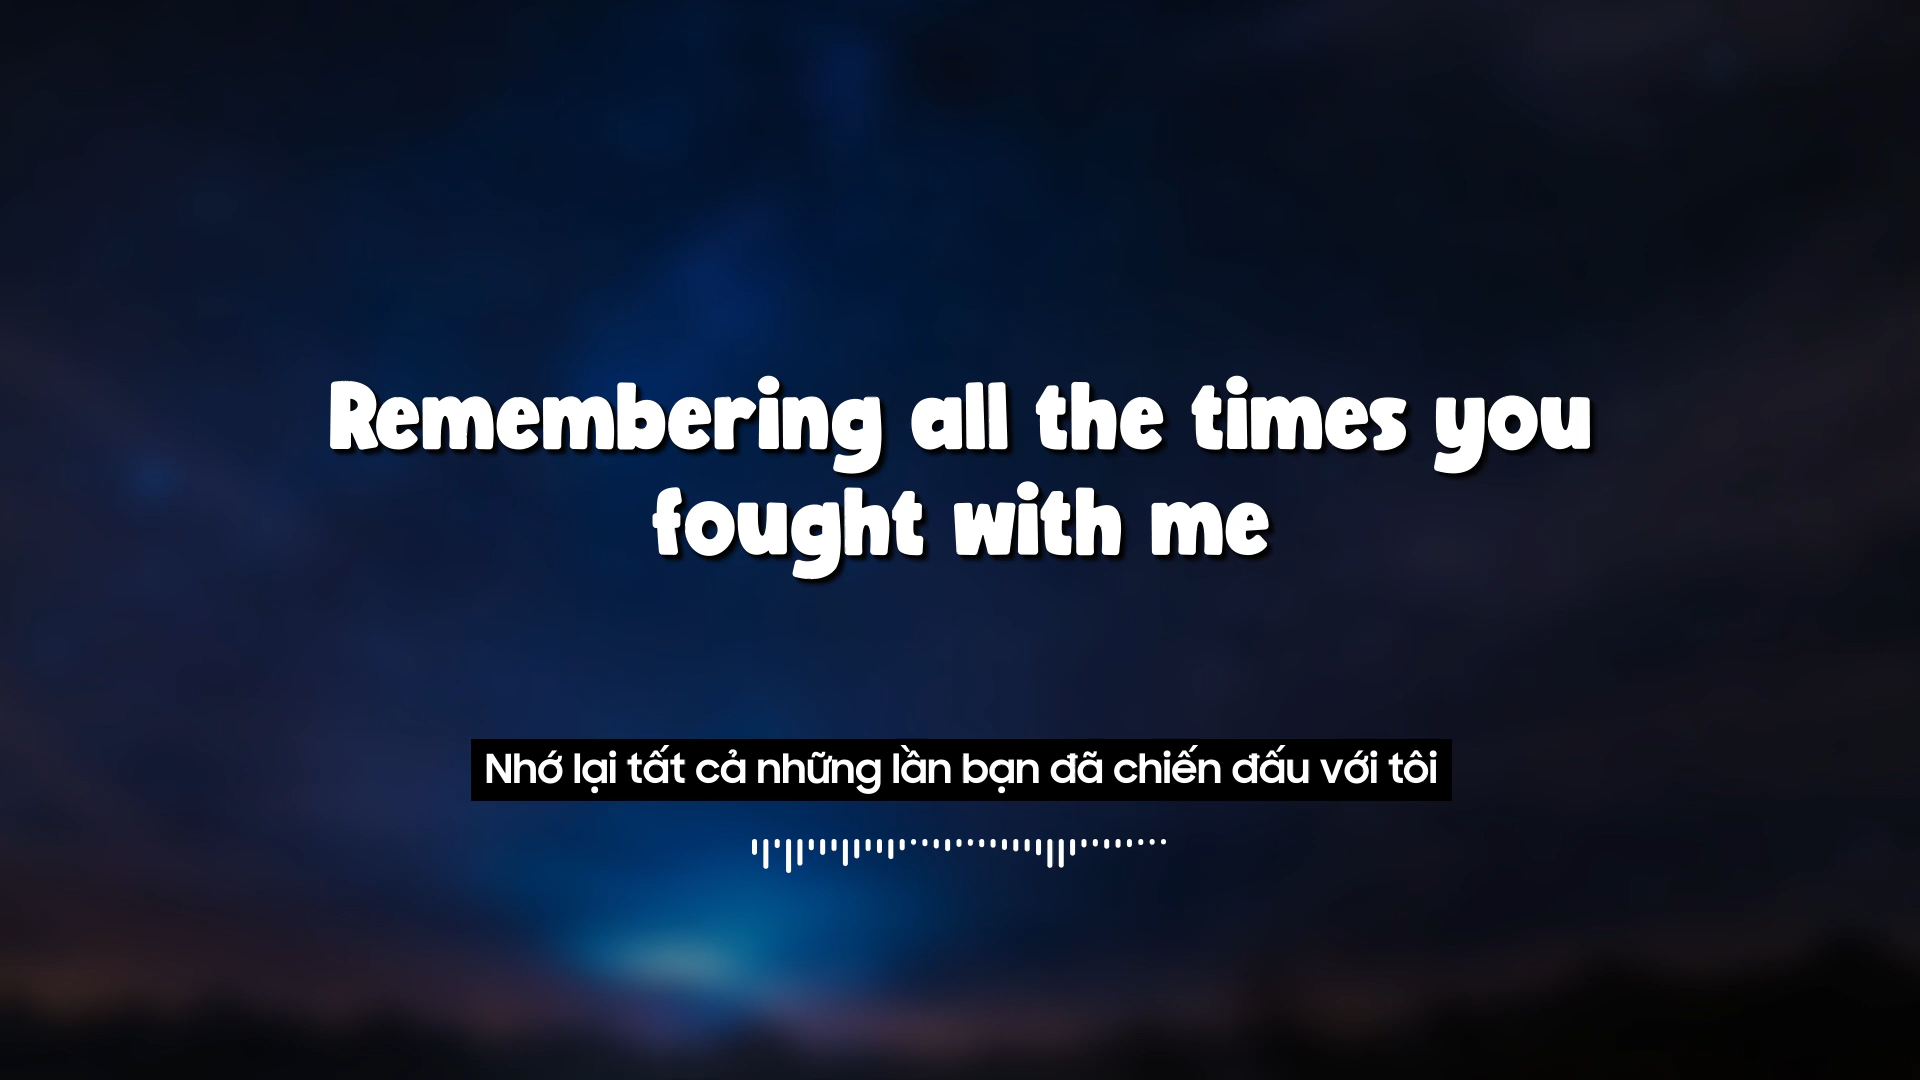 Remembering all the times you
fought with me
Nhớ lại tất cả những lần bạn đã chiến đấu với tôi